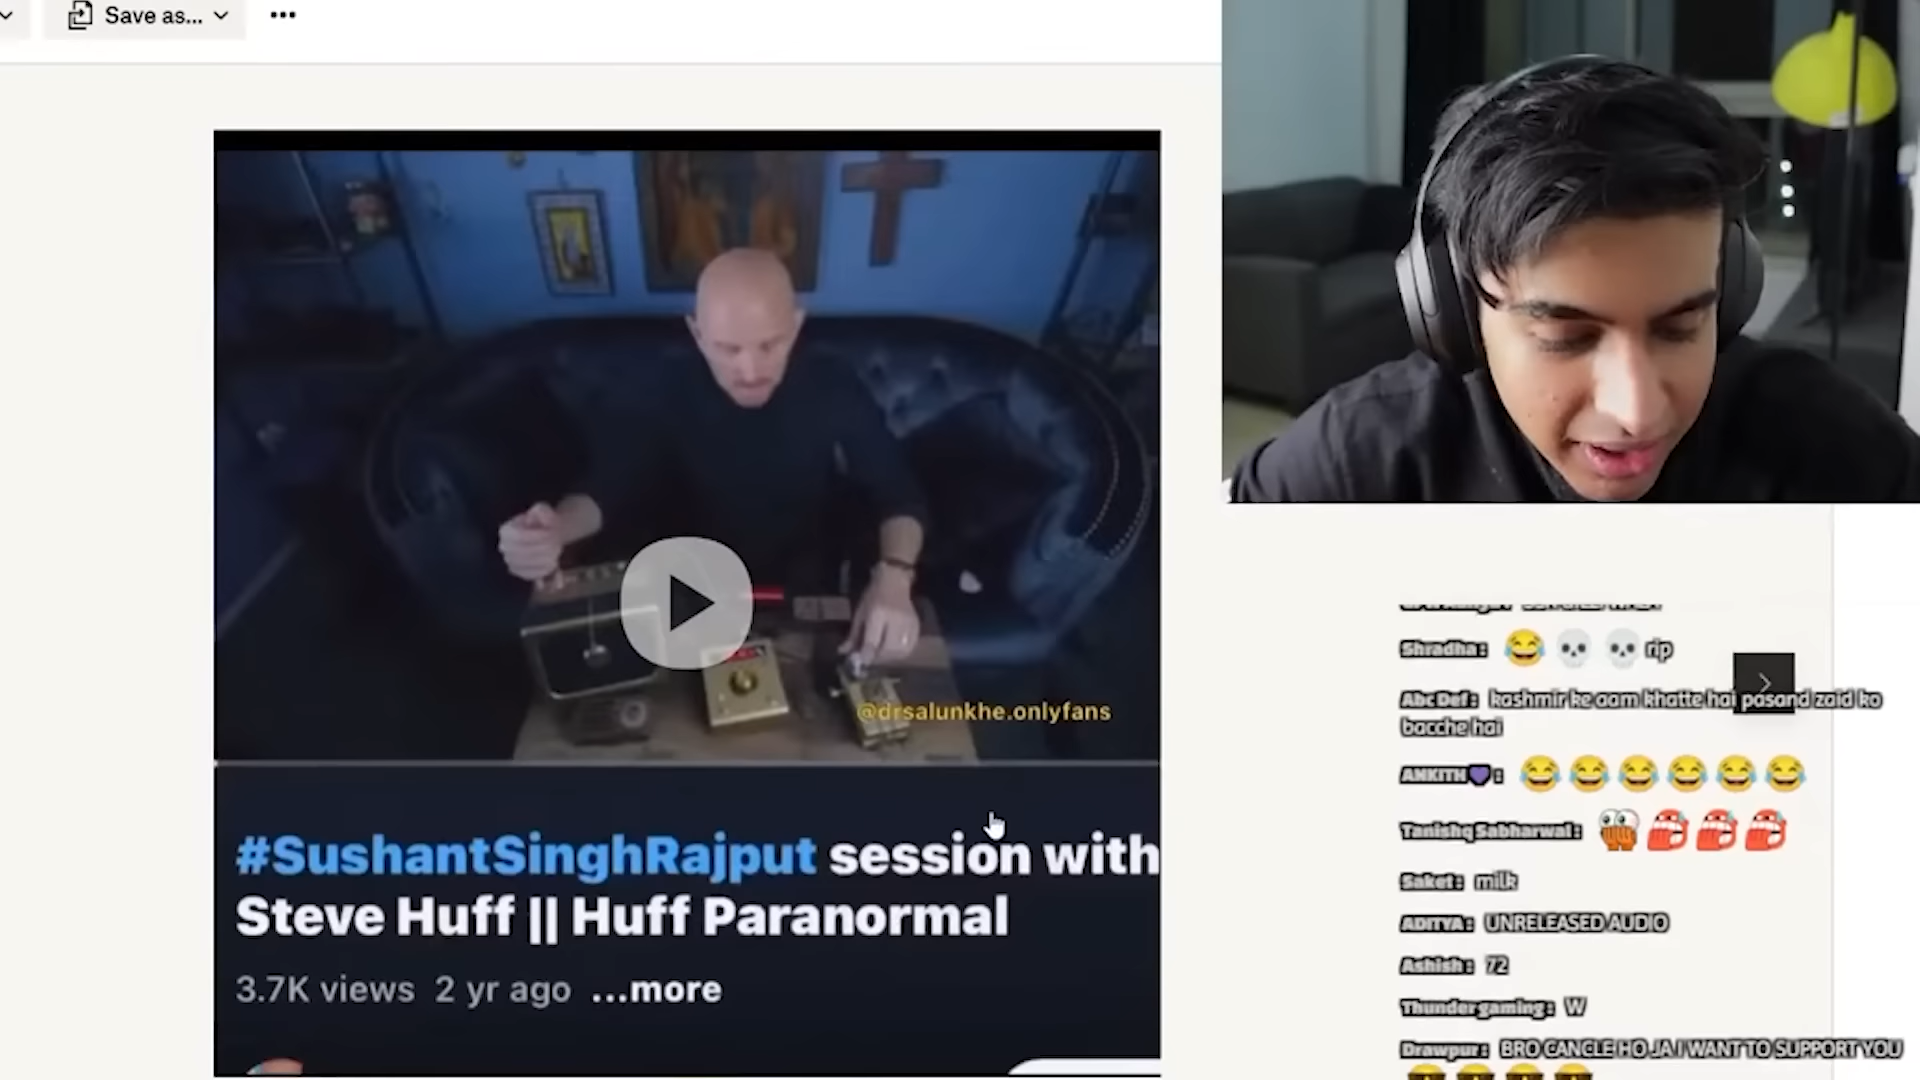 Save as...
@drsalunkhe.onlyfans
#SushantSinghRajput session with
Steve Huff || Huff Paranormal
3.7K views 2 yr ago ...more
Shradha: 😂 💀 💀 rip
Abc Def: kashmir ke aam khatte hai pasand zaid ko
bacche hai
ANKITH💜: 😂😂😂😂😂😂
Tanishq Sabharwal:
Saket: milk
ADITYA: UNRELEASED AUDIO
Ashish: 72
Thunder gaming: W
Drawpur: BRO CANCLE HO JA I WANT TO SUPPORT YOU